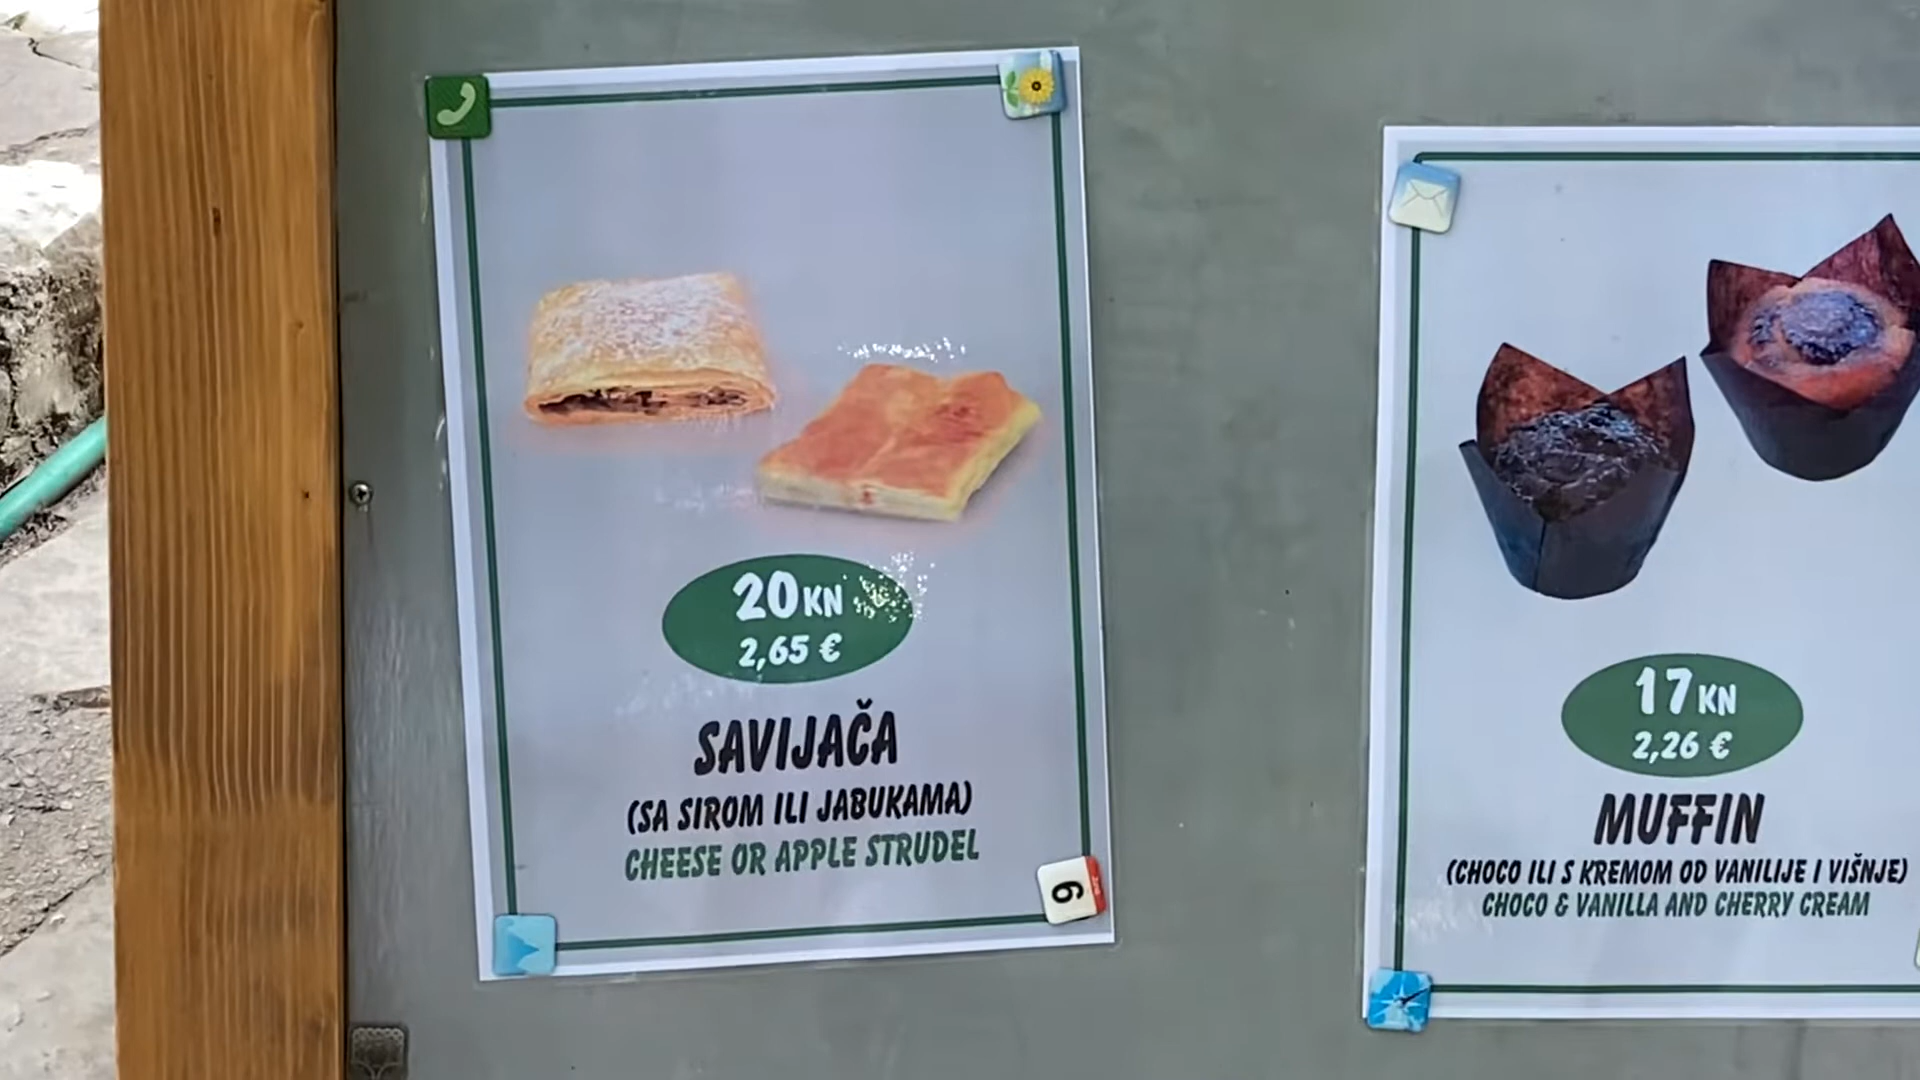 20 KN
2,65 €
SAVIJAČA
(SA SIROM ILI JABUKAMA)
CHEESE OR APPLE STRUDEL
6
17 KN
2,26 €
MUFFIN
(CHOCO ILI S KREMOM OD VANILIJE I VIŠNJE)
CHOCO & VANILLA AND CHERRY CREAM